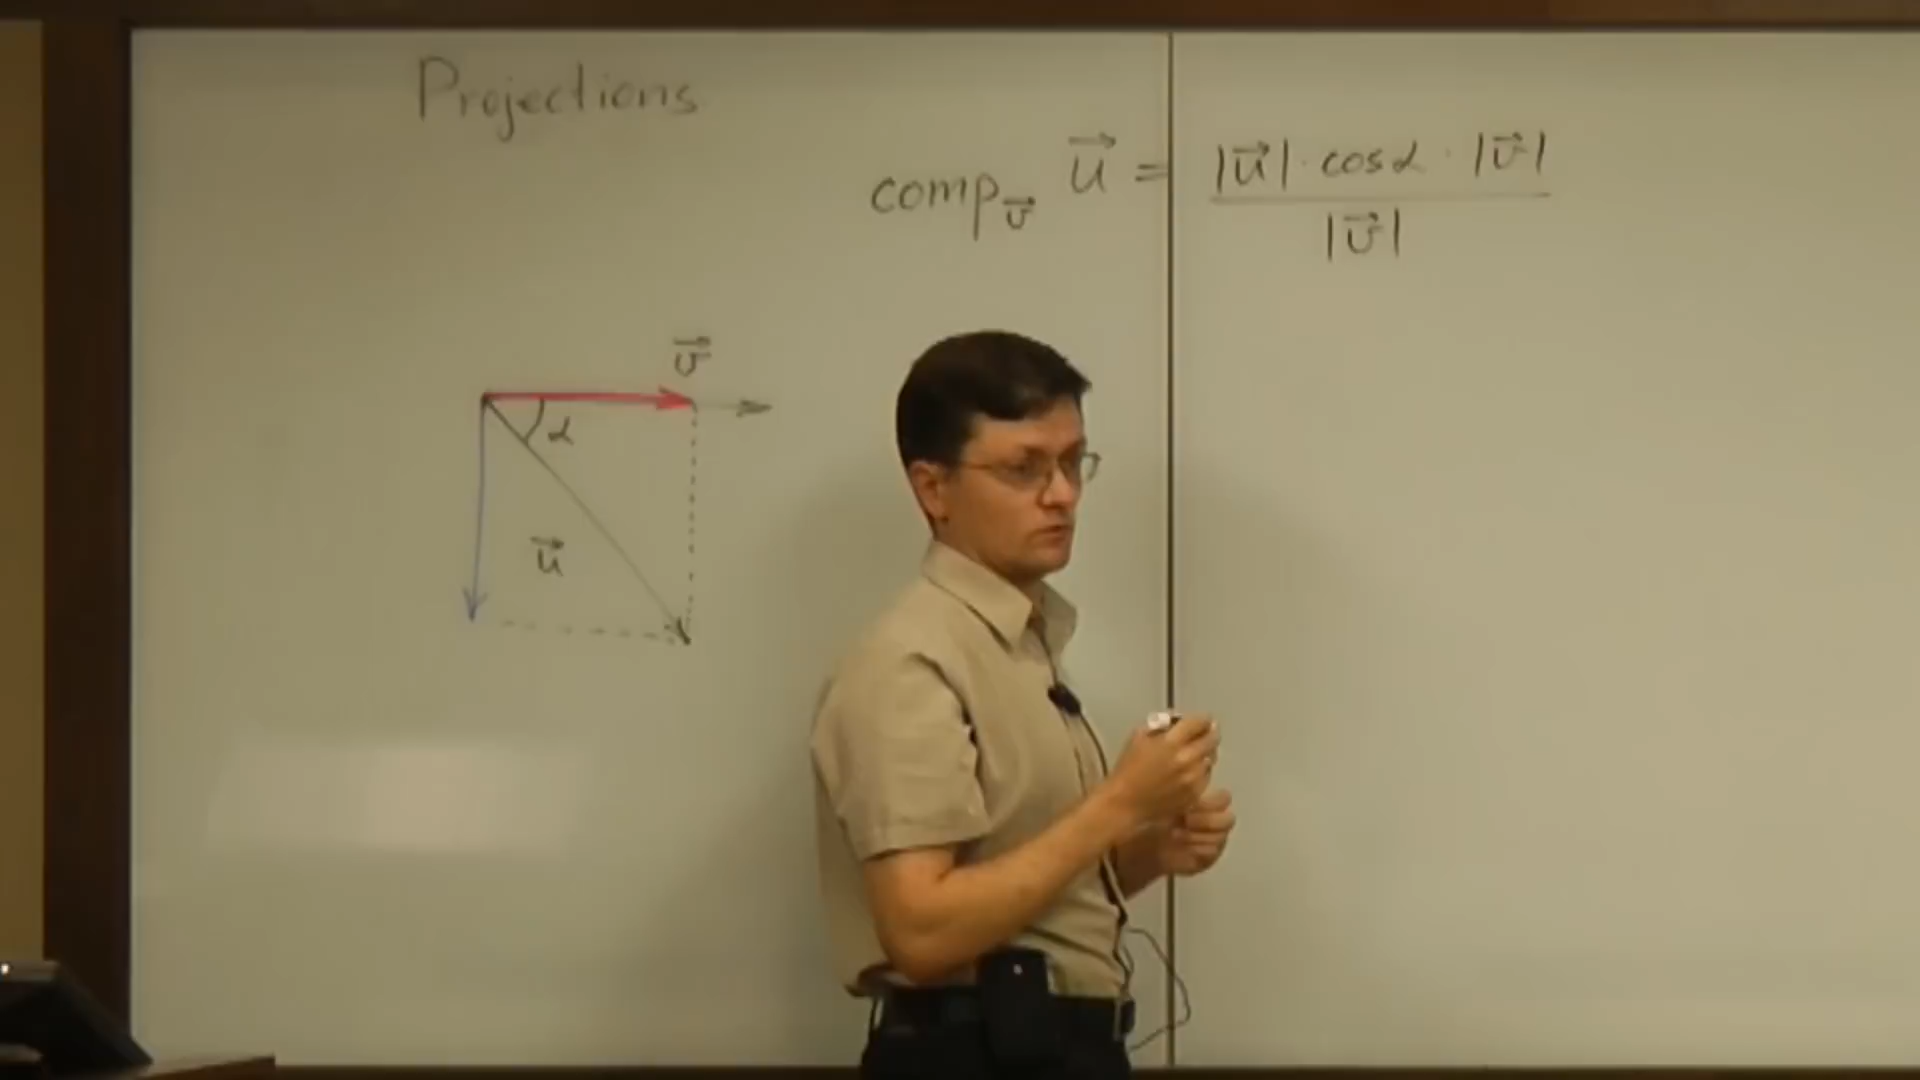 Projections
comp_v⃗ u⃗ = |u⃗| · cos α · |v⃗| / |v⃗|
v⃗
α
u⃗